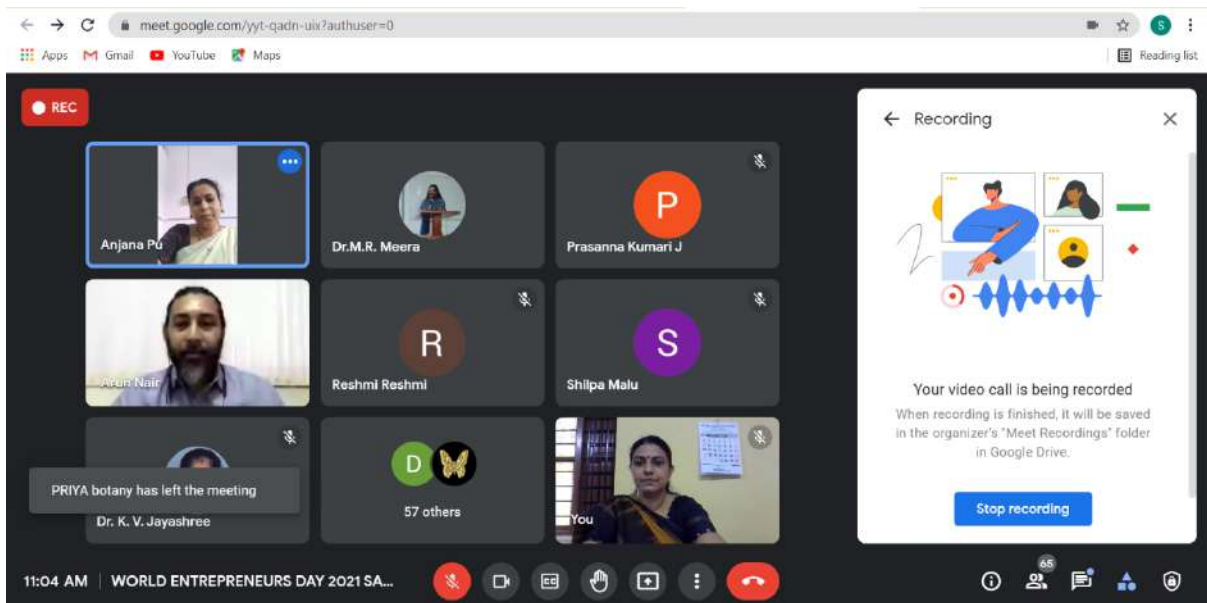 meet.google.com/yyt-qadn-uix?authuser=0
S
Apps Gmail YouTube Maps
Reading list
REC
Recording
Anjana Pu
Dr.M.R. Meera
P
Prasanna Kumari J
Arun Nair
R
Reshmi Reshmi
S
Shilpa Malu
Your video call is being recorded
When recording is finished, it will be saved
in the organizer's "Meet Recordings" folder
in Google Drive.
Stop recording
PRIYA botany has left the meeting
Dr. K. V. Jayashree
D
57 others
You
11:04 AM | WORLD ENTREPRENEURS DAY 2021 SA...
CC
65